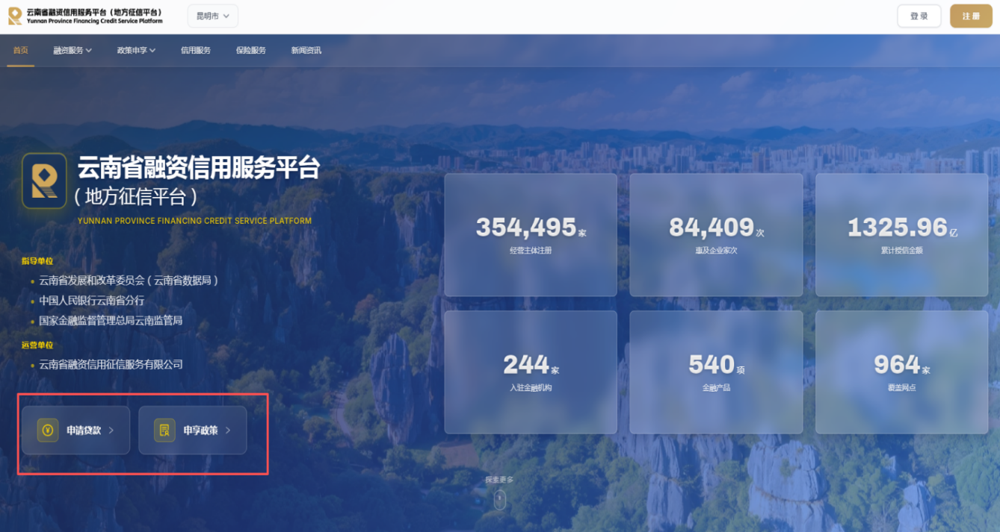 云南省融资信用服务平台（地方征信平台）
Yunnan Province Financing Credit Service Platform
昆明市
登 录
注 册
首页
融资服务
政策申享
信用服务
保险服务
新闻资讯
云南省融资信用服务平台
（地方征信平台）
YUNNAN PROVINCE FINANCING CREDIT SERVICE PLATFORM
指导单位
云南省发展和改革委员会（云南省数据局）
中国人民银行云南省分行
国家金融监督管理总局云南监管局
运营单位
云南省融资信用征信服务有限公司
申请贷款
申享政策
354,495家
经营主体注册
84,409次
惠及企业家次
1325.96亿
累计授信金额
244家
入驻金融机构
540项
金融产品
964家
覆盖网点
探索更多